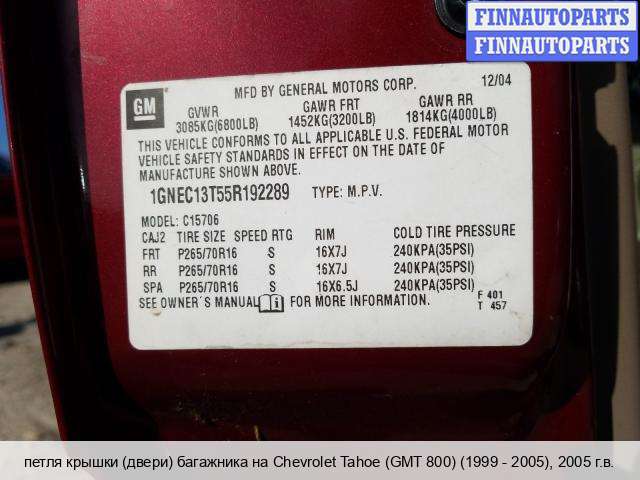 FINNAUTOPARTS
FINNAUTOPARTS
GM
MFD BY GENERAL MOTORS CORP. 12/04
GVWR GAWR FRT GAWR RR
3085KG(6800LB) 1452KG(3200LB) 1814KG(4000LB)
THIS VEHICLE CONFORMS TO ALL APPLICABLE U.S. FEDERAL MOTOR
VEHICLE SAFETY STANDARDS IN EFFECT ON THE DATE OF
MANUFACTURE SHOWN ABOVE.
1GNEC13T55R192289 TYPE: M.P.V.
MODEL: C15706
CAJ2 TIRE SIZE SPEED RTG RIM COLD TIRE PRESSURE
FRT P265/70R16 S 16X7J 240KPA(35PSI)
RR P265/70R16 S 16X7J 240KPA(35PSI)
SPA P265/70R16 S 16X6.5J 240KPA(35PSI)
SEE OWNER'S MANUAL FOR MORE INFORMATION.
F 401
T 457
петля крышки (двери) багажника на Chevrolet Tahoe (GMT 800) (1999 - 2005), 2005 г.в.